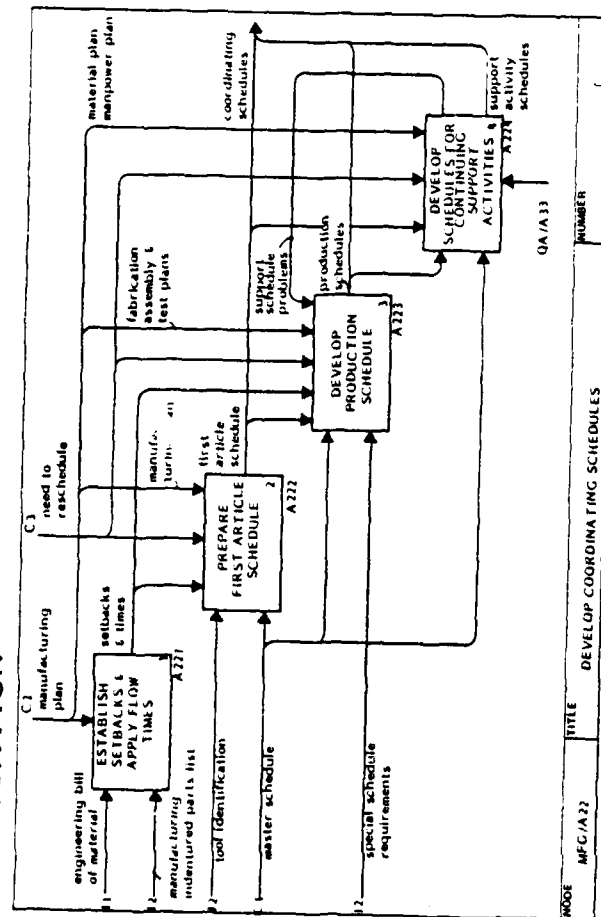 C2
manufacturing
plan
C3
need to
reschedule
material plan
manpower plan
engineering bill
of material
manufacturing
indentured parts list
ESTABLISH
SETBACKS &
APPLY FLOW
TIMES
A221
setbacks
& times
fabrication
assembly &
test plans
coordinating
schedules
tool identification
PREPARE
FIRST ARTICLE
SCHEDULE
2
A222
first
article
schedule
support
schedule
problems
master schedule
DEVELOP
PRODUCTION
SCHEDULE
3
A223
production
schedules
special schedule
requirements
DEVELOP
SCHEDULES FOR
CONTINUING
SUPPORT
ACTIVITIES
A224
support
activity
schedules
QA/A33
NODE
MFG/A22
TITLE
DEVELOP COORDINATING SCHEDULES
NUMBER